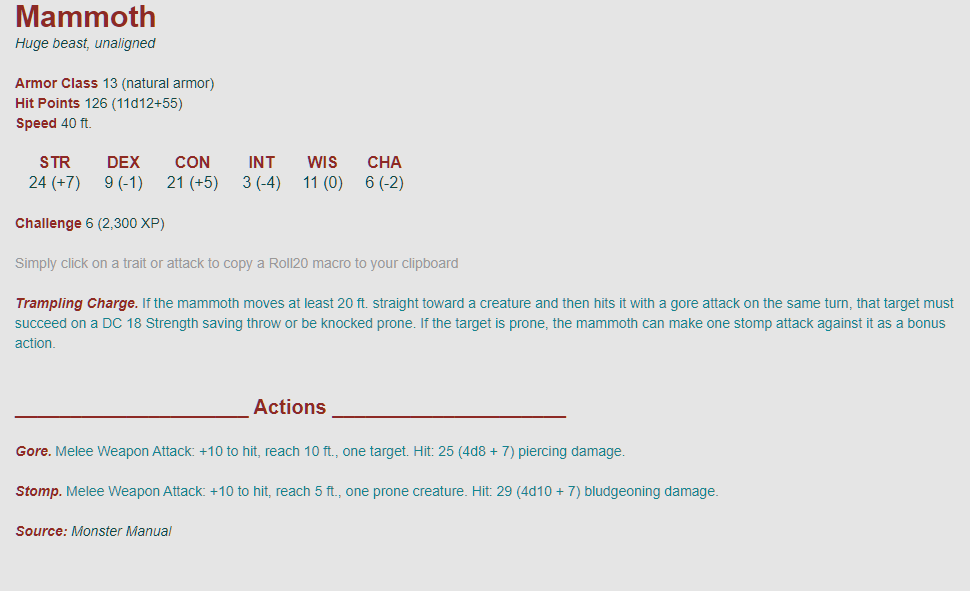 Mammoth
Huge beast, unaligned
Armor Class 13 (natural armor)
Hit Points 126 (11d12+55)
Speed 40 ft.
STR DEX CON INT WIS CHA
24 (+7) 9 (-1) 21 (+5) 3 (-4) 11 (0) 6 (-2)
Challenge 6 (2,300 XP)
Simply click on a trait or attack to copy a Roll20 macro to your clipboard
Trampling Charge. If the mammoth moves at least 20 ft. straight toward a creature and then hits it with a gore attack on the same turn, that target must
succeed on a DC 18 Strength saving throw or be knocked prone. If the target is prone, the mammoth can make one stomp attack against it as a bonus
action.
_____________________ Actions _____________________
Gore. Melee Weapon Attack: +10 to hit, reach 10 ft., one target. Hit: 25 (4d8 + 7) piercing damage.
Stomp. Melee Weapon Attack: +10 to hit, reach 5 ft., one prone creature. Hit: 29 (4d10 + 7) bludgeoning damage.
Source: Monster Manual